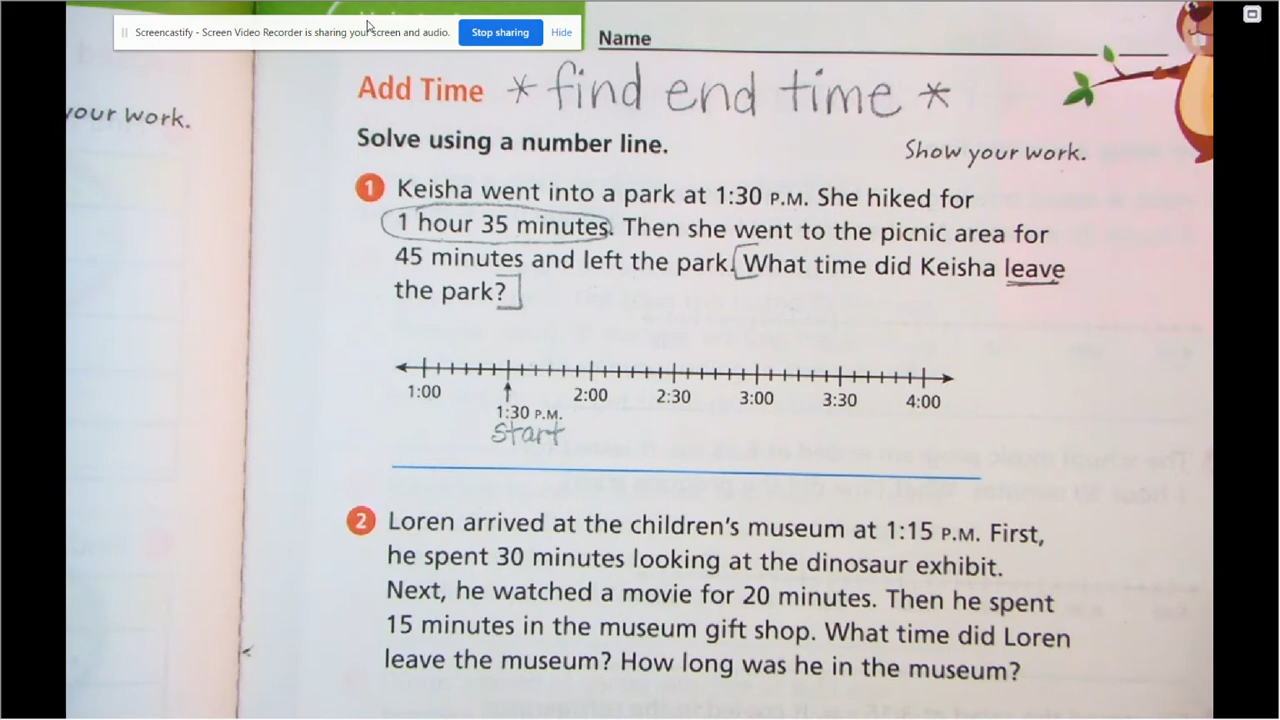 Screencastify - Screen Video Recorder is sharing your screen and audio. Stop sharing Hide
Name
your work.
Add Time * find end time *
Solve using a number line.
Show your work.
1 Keisha went into a park at 1:30 P.M. She hiked for
1 hour 35 minutes. Then she went to the picnic area for
45 minutes and left the park. What time did Keisha leave
the park?
1:00 2:00 2:30 3:00 3:30 4:00
1:30 P.M.
start
2 Loren arrived at the children's museum at 1:15 P.M. First,
he spent 30 minutes looking at the dinosaur exhibit.
Next, he watched a movie for 20 minutes. Then he spent
15 minutes in the museum gift shop. What time did Loren
leave the museum? How long was he in the museum?